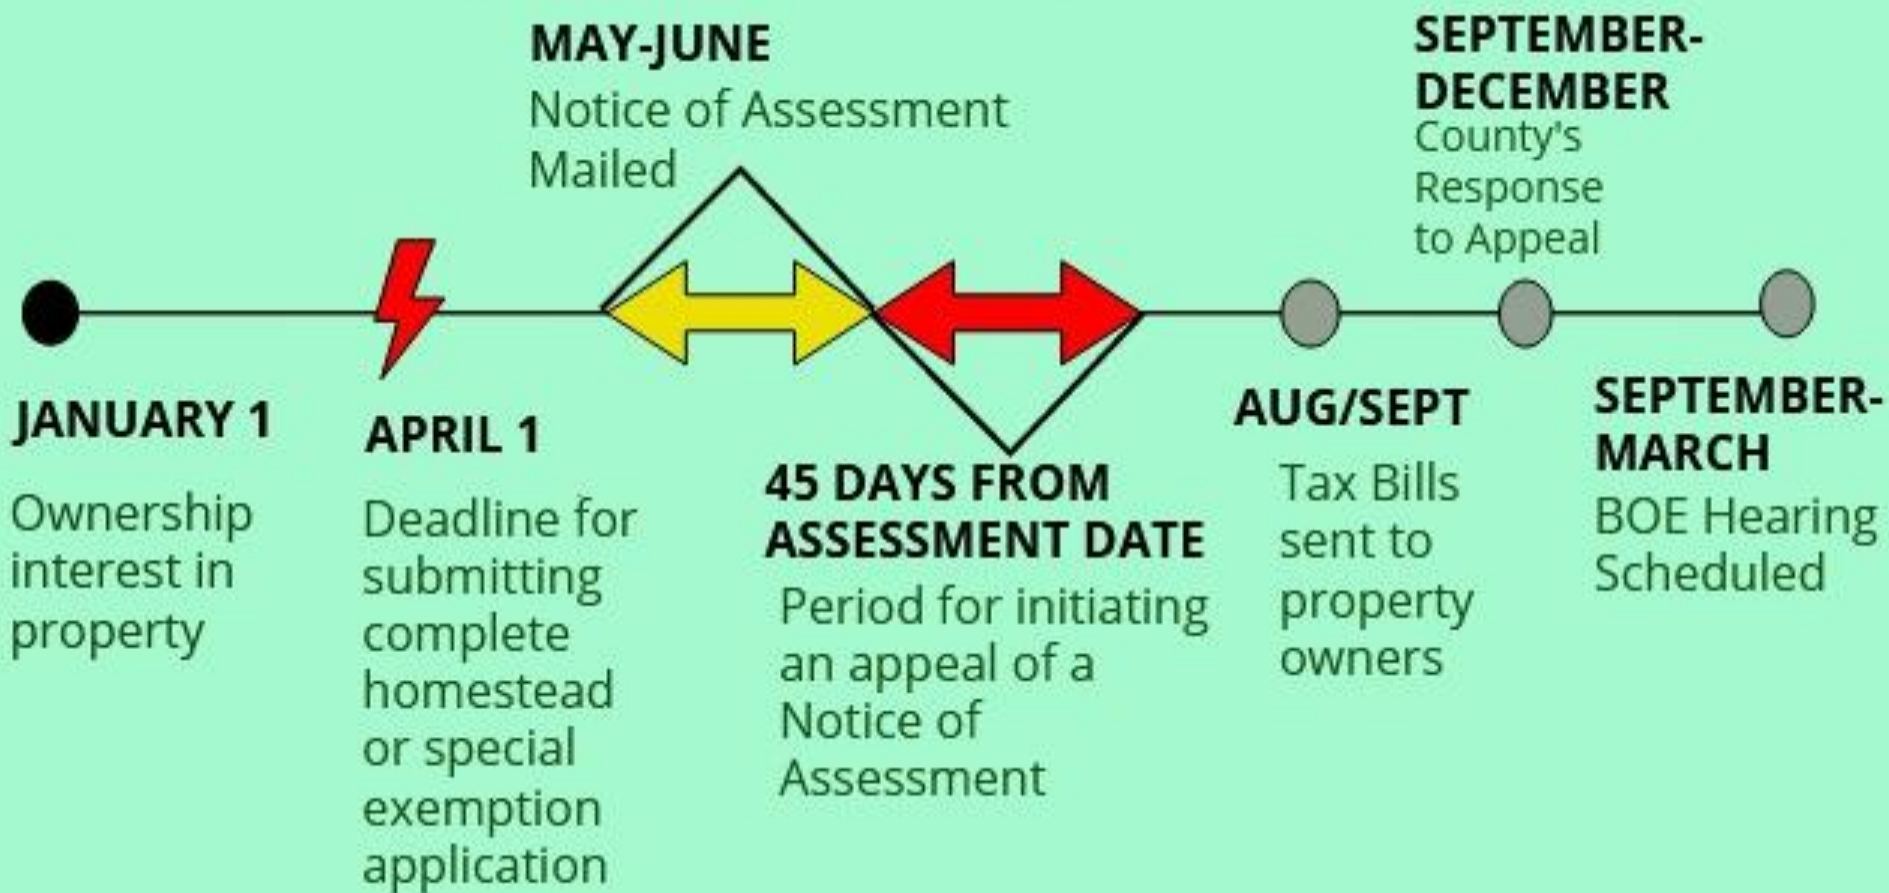 MAY-JUNE
Notice of Assessment
Mailed
SEPTEMBER-
DECEMBER
County's
Response
to Appeal
JANUARY 1
Ownership
interest in
property
APRIL 1
Deadline for
submitting
complete
homestead
or special
exemption
application
45 DAYS FROM
ASSESSMENT DATE
Period for initiating
an appeal of a
Notice of
Assessment
AUG/SEPT
Tax Bills
sent to
property
owners
SEPTEMBER-
MARCH
BOE Hearing
Scheduled